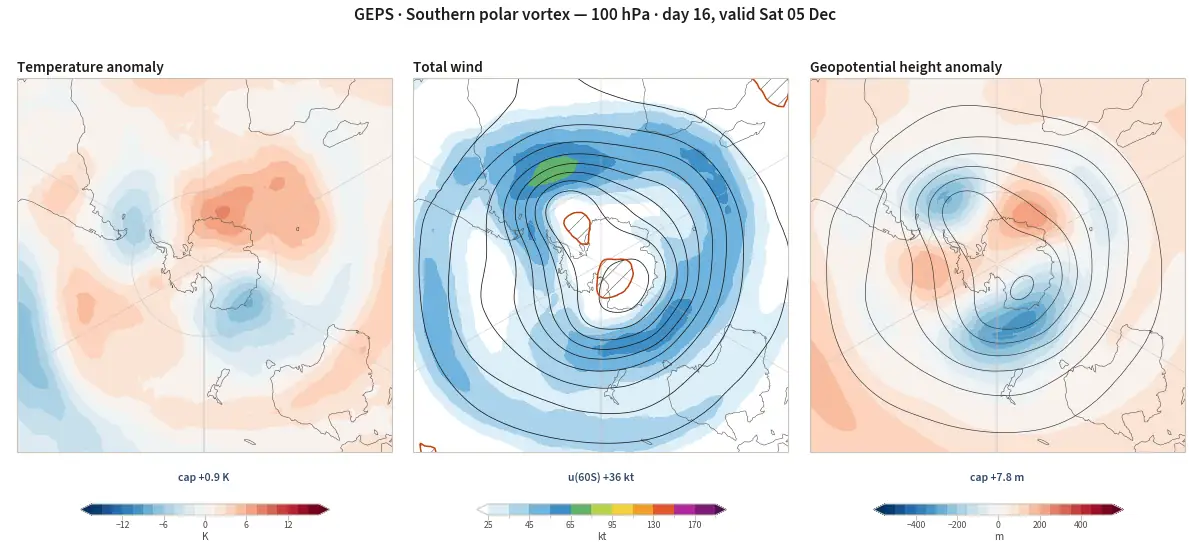 GEPS · Southern polar vortex — 100 hPa · day 16, valid Sat 05 Dec
Temperature anomaly
Total wind
Geopotential height anomaly
cap +0.9 K
u(60S) +36 kt
cap +7.8 m
−12 −6 0 6 12
K
25 45 65 95 130 170
kt
−400 −200 0 200 400
m